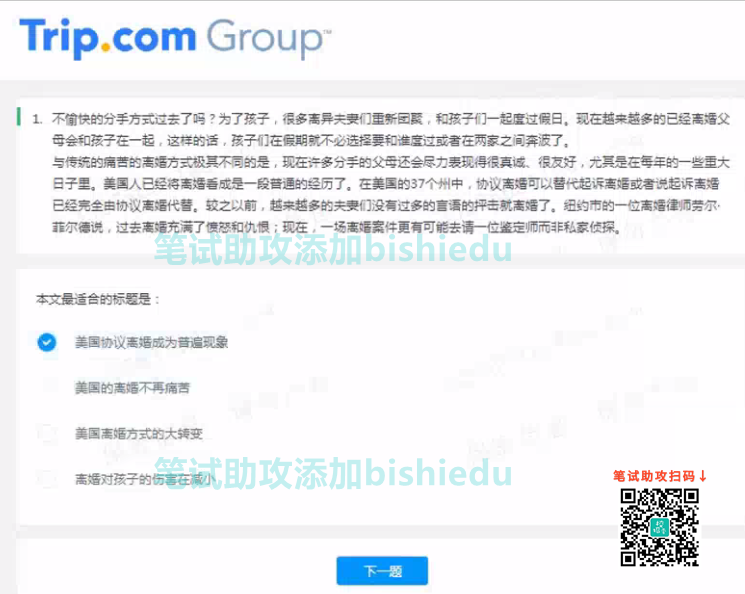 Trip.com Group™
1. 不愉快的分手方式过去了吗？为了孩子，很多离异夫妻们重新团聚，和孩子们一起度过假日。现在越来越多的已经离婚父
母会和孩子在一起，这样的话，孩子们在假期就不必选择要和谁度过或者在两家之间奔波了。
与传统的痛苦的离婚方式极其不同的是，现在许多分手的父母还会尽力表现得很真诚、很友好，尤其是在每年的一些重大
日子里。美国人已经将离婚看成是一段普通的经历了。在美国的37个州中，协议离婚可以替代起诉离婚或者说起诉离婚
已经完全由协议离婚代替。较之以前，越来越多的夫妻们没有过多的言语的抨击就离婚了。纽约市的一位离婚律师劳尔·
菲尔德说，过去离婚充满了愤怒和仇恨；现在，一场离婚案件更有可能去请一位鉴定师而非私家侦探。
笔试助攻添加bishiedu
本文最适合的标题是：
美国协议离婚成为普遍现象
美国的离婚不再痛苦
美国离婚方式的大转变
离婚对孩子的伤害在减小
笔试助攻添加bishiedu
笔试助攻扫码↓
下一题